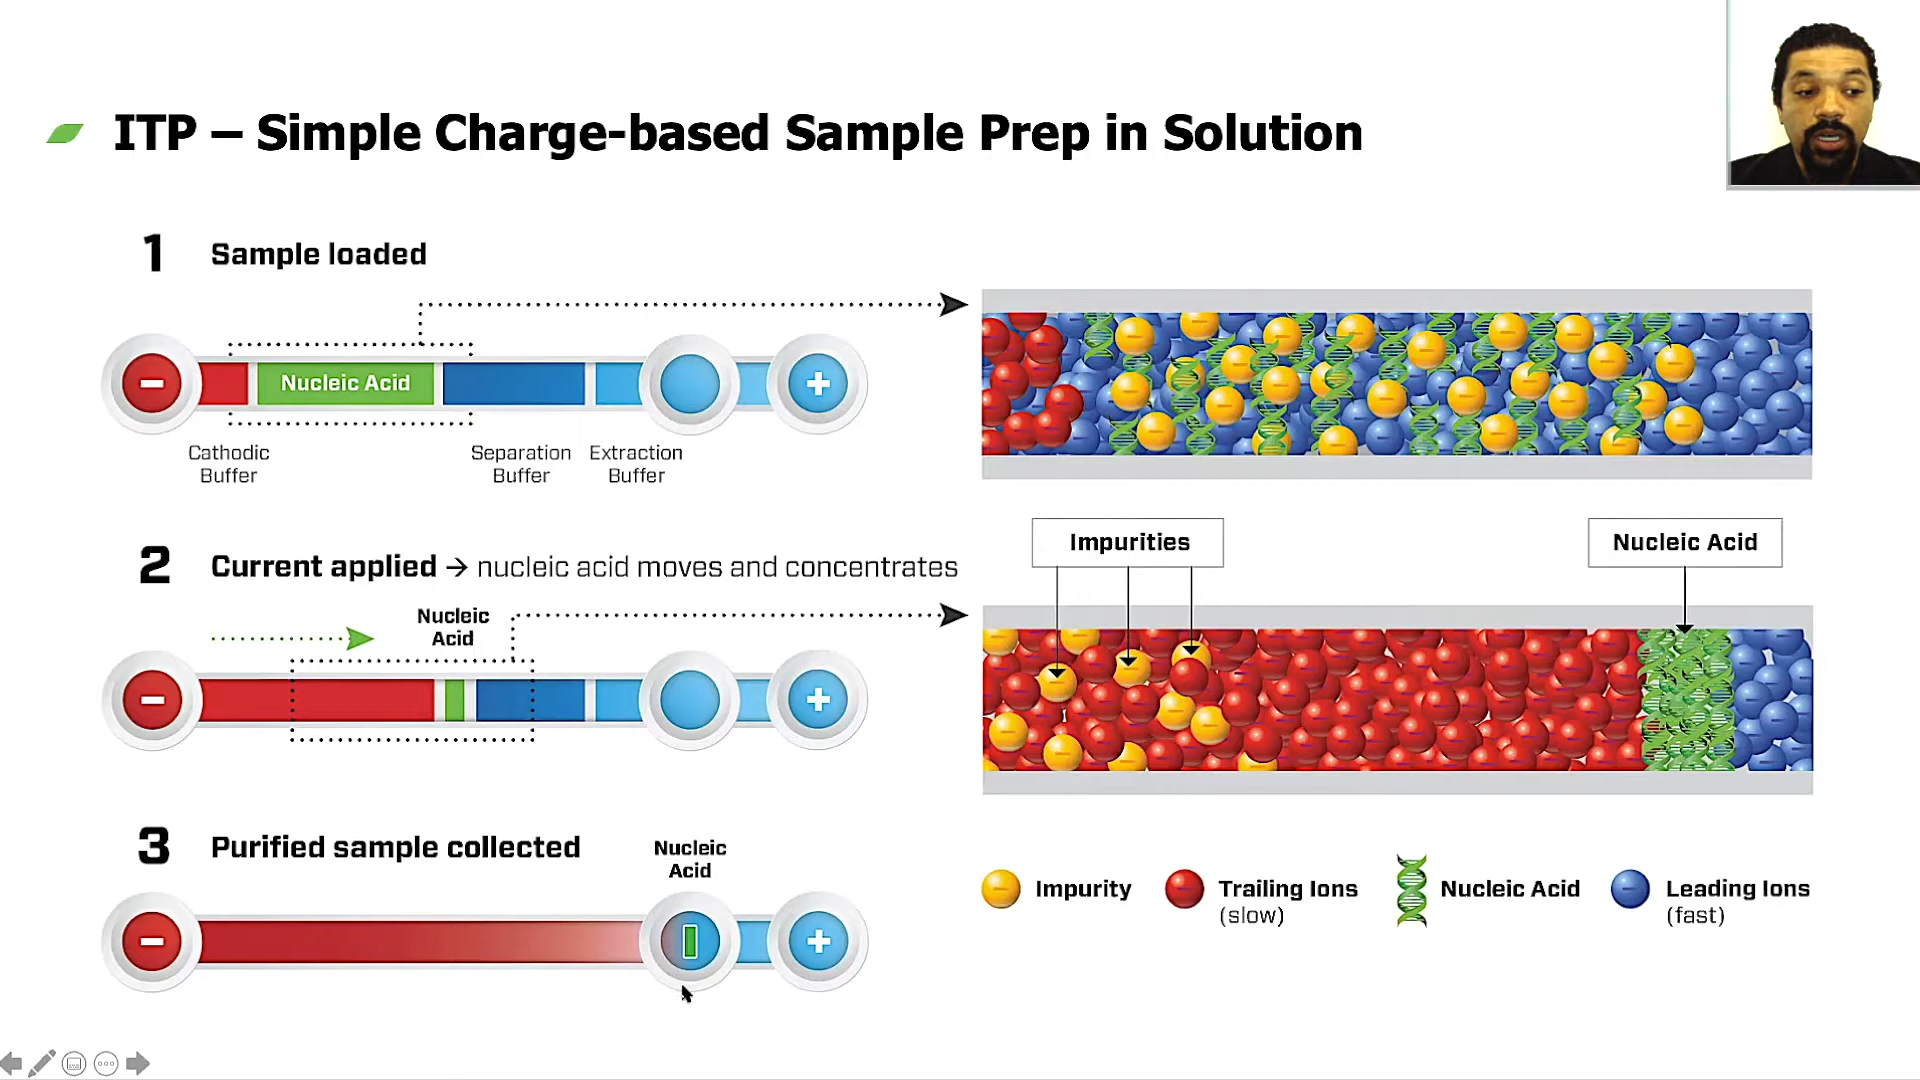 ITP – Simple Charge-based Sample Prep in Solution
1 Sample loaded
Nucleic Acid
Cathodic
Buffer
Separation
Buffer
Extraction
Buffer
2 Current applied → nucleic acid moves and concentrates
Nucleic
Acid
Impurities
Nucleic Acid
3 Purified sample collected
Nucleic
Acid
Impurity
Trailing Ions
(slow)
Nucleic Acid
Leading Ions
(fast)